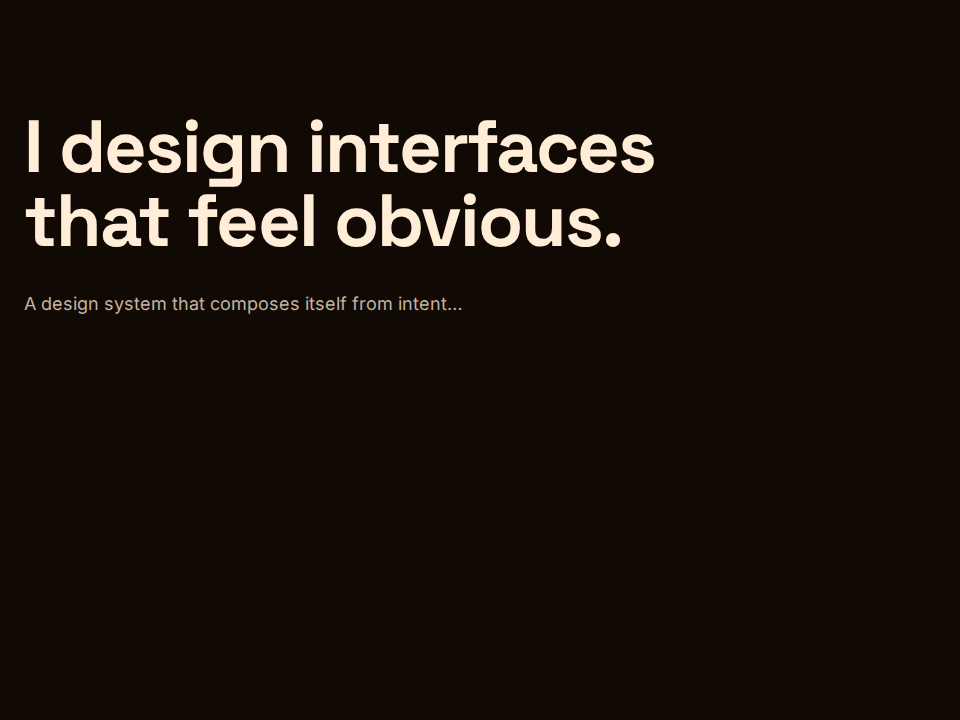 I design interfaces
that feel obvious.
A design system that composes itself from intent...